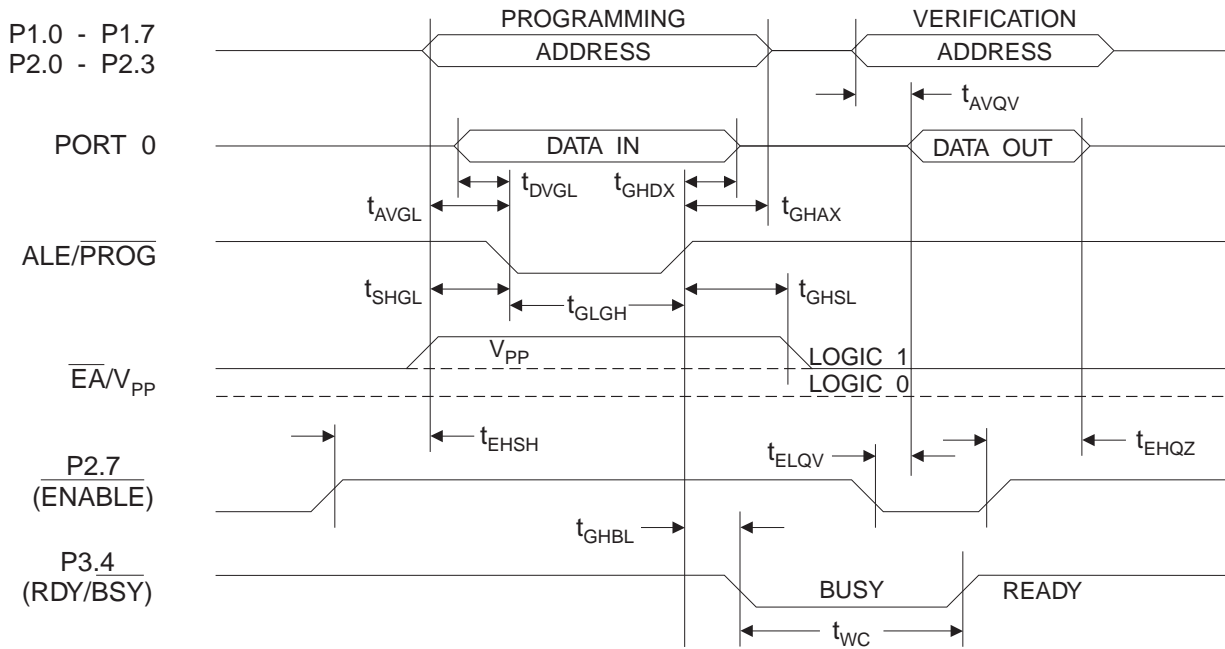 PROGRAMMING
VERIFICATION
P1.0 - P1.7
P2.0 - P2.3
ADDRESS
ADDRESS
tAVQV
PORT 0
DATA IN
DATA OUT
tDVGL
tGHDX
tAVGL
tGHAX
ALE/PROG
tSHGL
tGLGH
tGHSL
VPP
LOGIC 1
EA/VPP
LOGIC 0
tEHSH
tELQV
tEHQZ
P2.7
(ENABLE)
tGHBL
P3.4
(RDY/BSY)
BUSY
READY
tWC